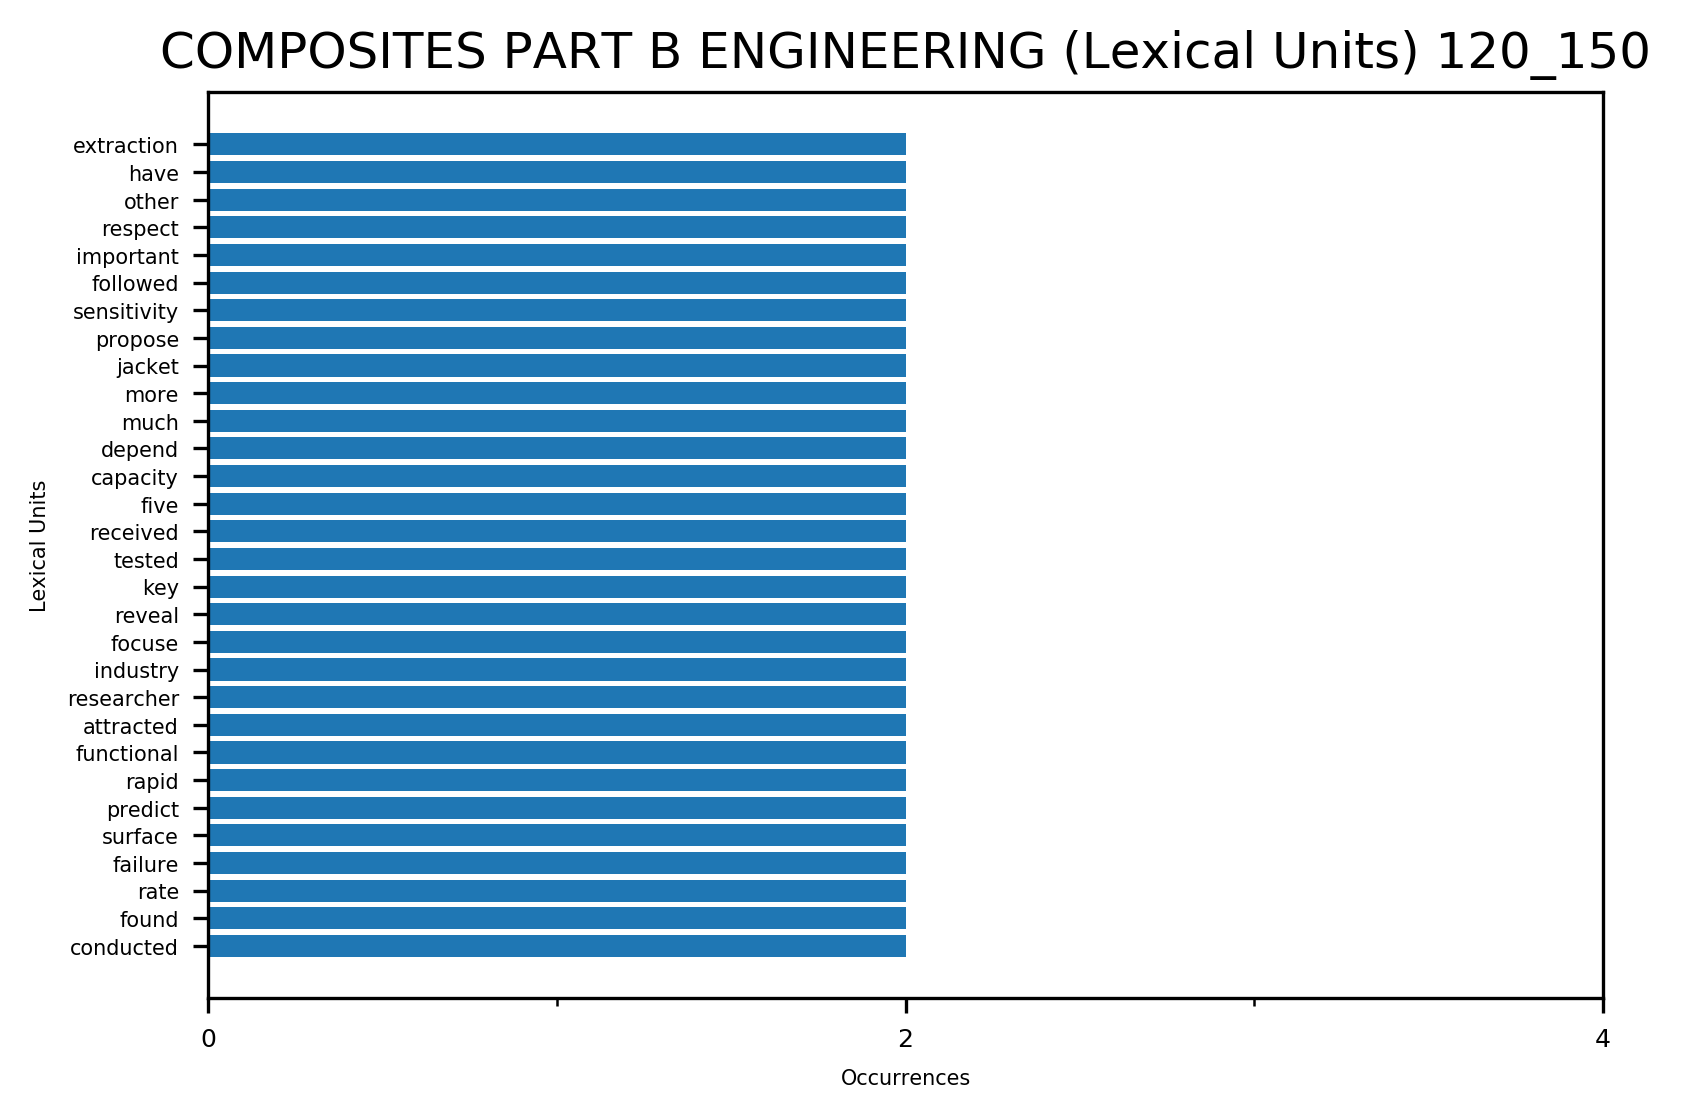 COMPOSITES PART B ENGINEERING (Lexical Units) 120_150
extraction
have
other
respect
important
followed
sensitivity
propose
jacket
more
much
depend
capacity
five
received
tested
key
reveal
focuse
industry
researcher
attracted
functional
rapid
predict
surface
failure
rate
found
conducted
Lexical Units
0 2 4
Occurrences